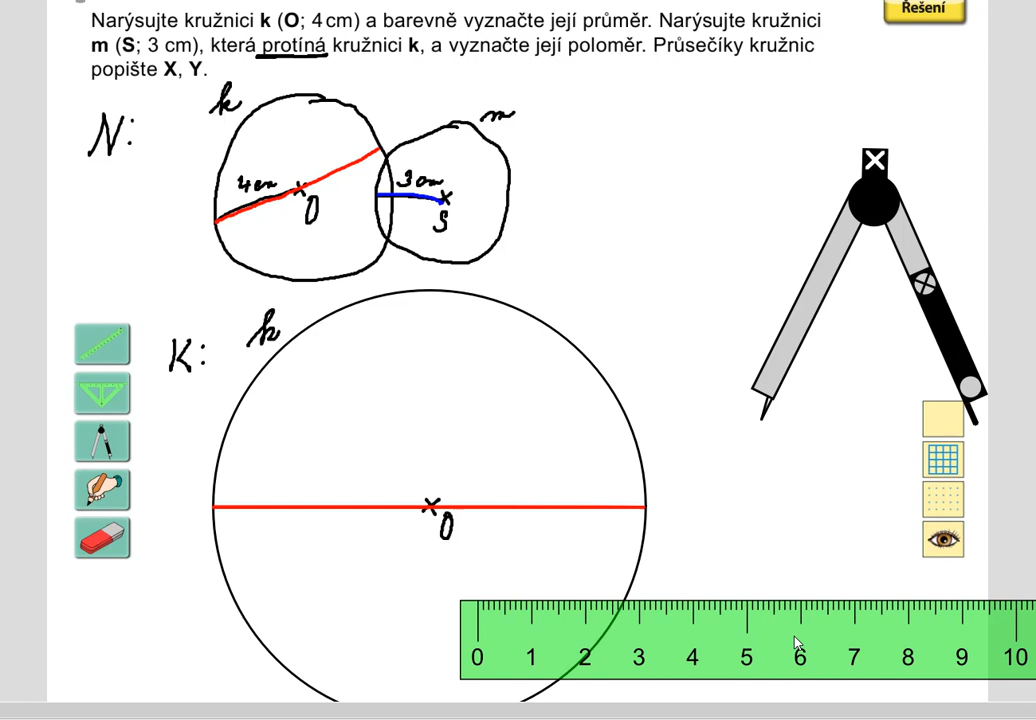 Řešení
Narýsujte kružnici k (O; 4 cm) a barevně vyznačte její průměr. Narýsujte kružnici
m (S; 3 cm), která protíná kružnici k, a vyznačte její poloměr. Průsečíky kružnic
popište X, Y.
k
m
N:
4cm
3cm
O
S
k
K:
O
0 1 2 3 4 5 6 7 8 9 10